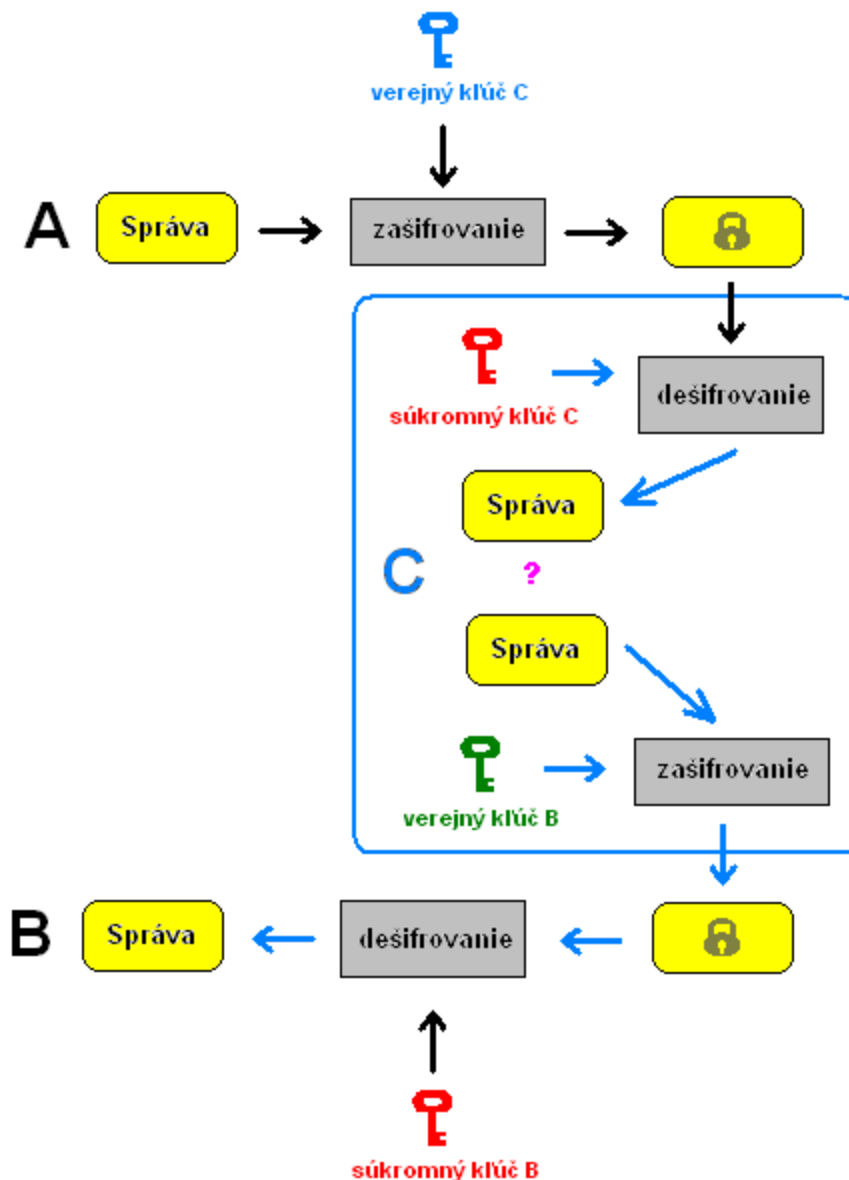 verejný kľúč C
A
Správa
zašifrovanie
súkromný kľúč C
dešifrovanie
Správa
C
?
Správa
verejný kľúč B
zašifrovanie
B
Správa
dešifrovanie
súkromný kľúč B